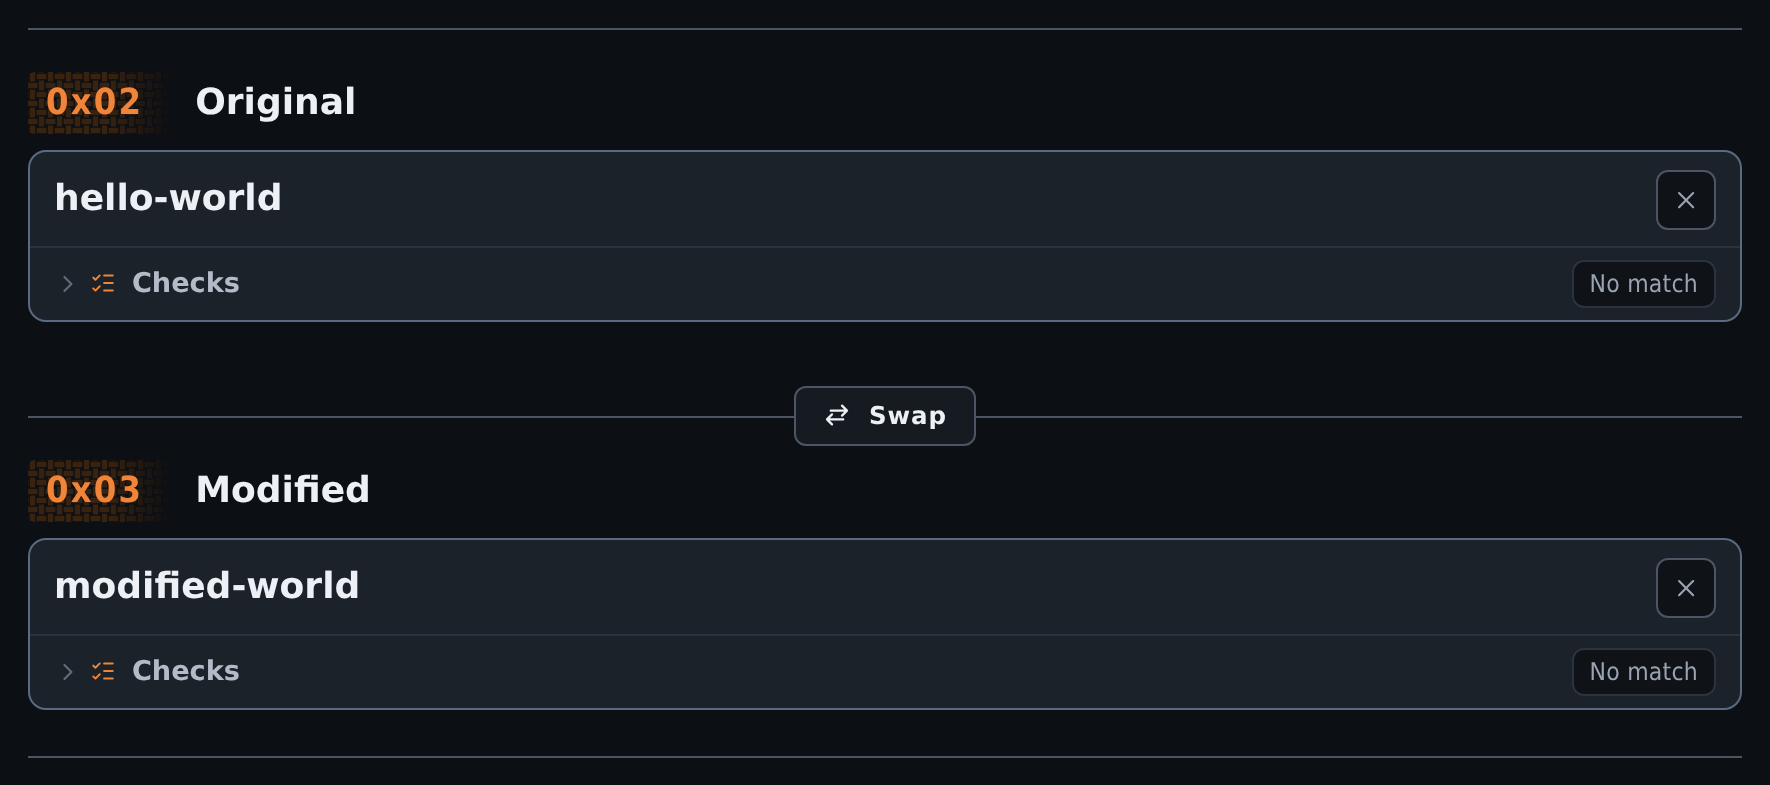 0x02 Original
hello-world
Checks No match
Swap
0x03 Modified
modified-world
Checks No match